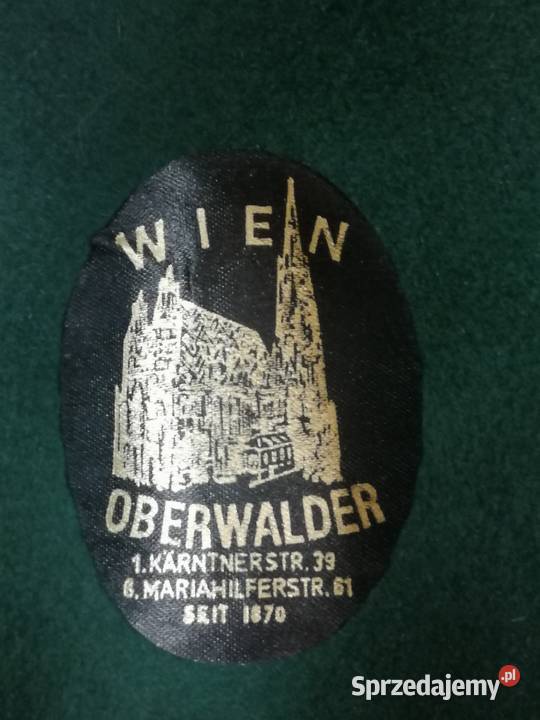 WIEN
OBERWALDER
1. KÄRNTNERSTR. 39
6. MARIAHILFERSTR. 61
SEIT 1870
Sprzedajemy.pl